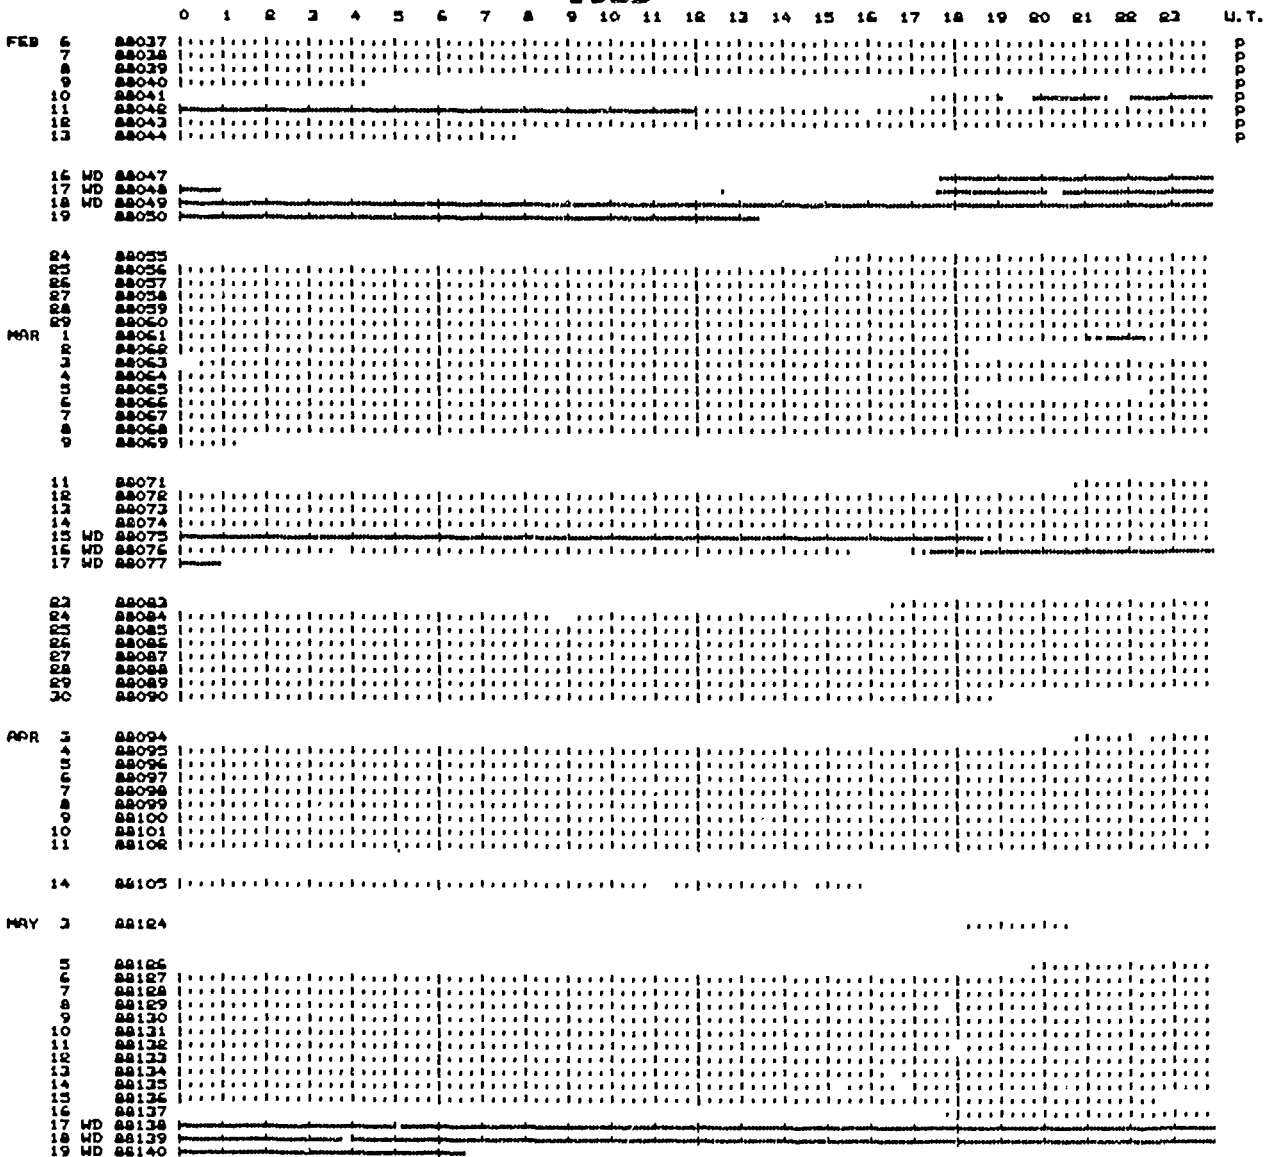 0 1 2 3 4 5 6 7 8 9 10 11 12 13 14 15 16 17 18 19 20 21 22 23 U.T.
FEB 6 88037 P
7 88038 P
8 88039 P
9 88040 P
10 88041 P
11 88042 P
12 88043 P
13 88044 P
16 WD 88047
17 WD 88048
18 WD 88049
19 88050
24 88055
25 88056
26 88057
27 88058
28 88059
29 88060
MAR 1 88061
2 88062
3 88063
4 88064
5 88065
6 88066
7 88067
8 88068
9 88069
11 88071
12 88072
13 88073
14 88074
15 WD 88075
16 WD 88076
17 WD 88077
23 88083
24 88084
25 88085
26 88086
27 88087
28 88088
29 88089
30 88090
APR 3 88094
4 88095
5 88096
6 88097
7 88098
8 88099
9 88100
10 88101
11 88102
14 88105
MAY 3 88124
5 88126
6 88127
7 88128
8 88129
9 88130
10 88131
11 88132
12 88133
13 88134
14 88135
15 88136
16 88137
17 WD 88138
18 WD 88139
19 WD 88140